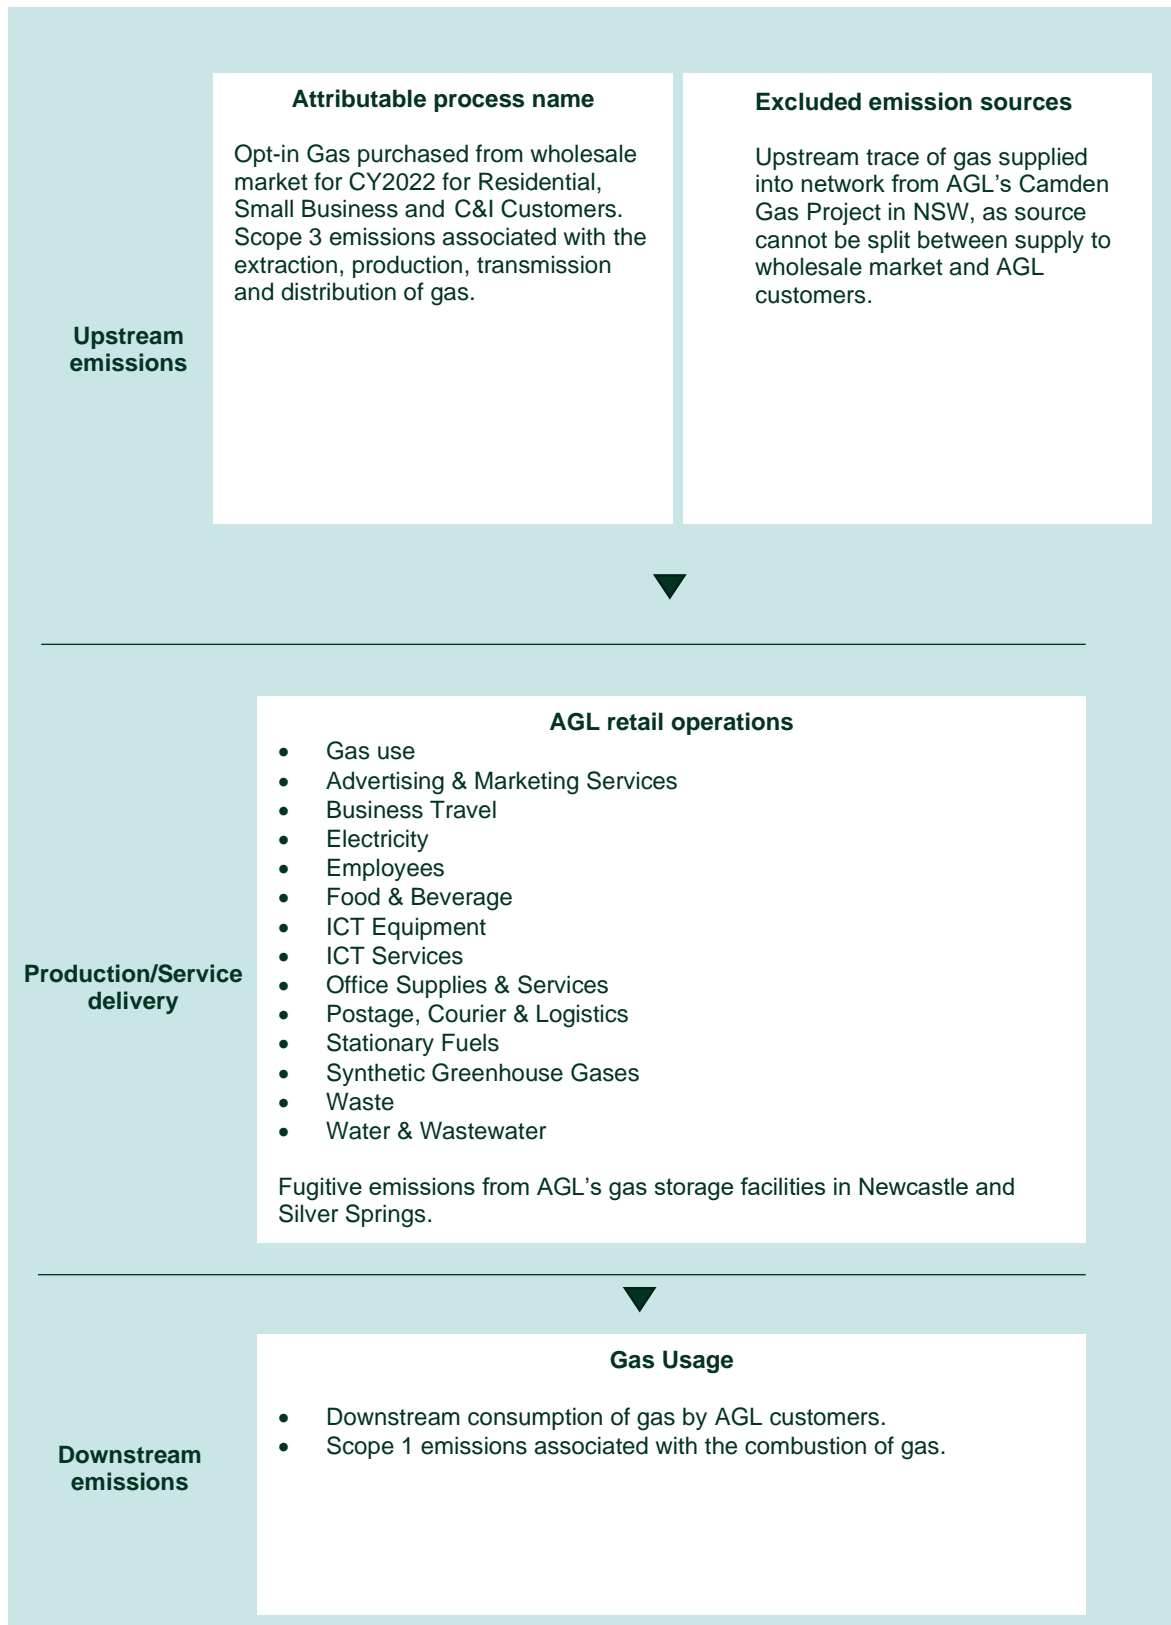 Attributable process name
Opt-in Gas purchased from wholesale
market for CY2022 for Residential,
Small Business and C&I Customers.
Scope 3 emissions associated with the
extraction, production, transmission
and distribution of gas.
Excluded emission sources
Upstream trace of gas supplied
into network from AGL’s Camden
Gas Project in NSW, as source
cannot be split between supply to
wholesale market and AGL
customers.
Upstream
emissions
AGL retail operations
• Gas use
• Advertising & Marketing Services
• Business Travel
• Electricity
• Employees
• Food & Beverage
• ICT Equipment
• ICT Services
• Office Supplies & Services
• Postage, Courier & Logistics
• Stationary Fuels
• Synthetic Greenhouse Gases
• Waste
• Water & Wastewater
Fugitive emissions from AGL’s gas storage facilities in Newcastle and
Silver Springs.
Production/Service
delivery
Gas Usage
• Downstream consumption of gas by AGL customers.
• Scope 1 emissions associated with the combustion of gas.
Downstream
emissions